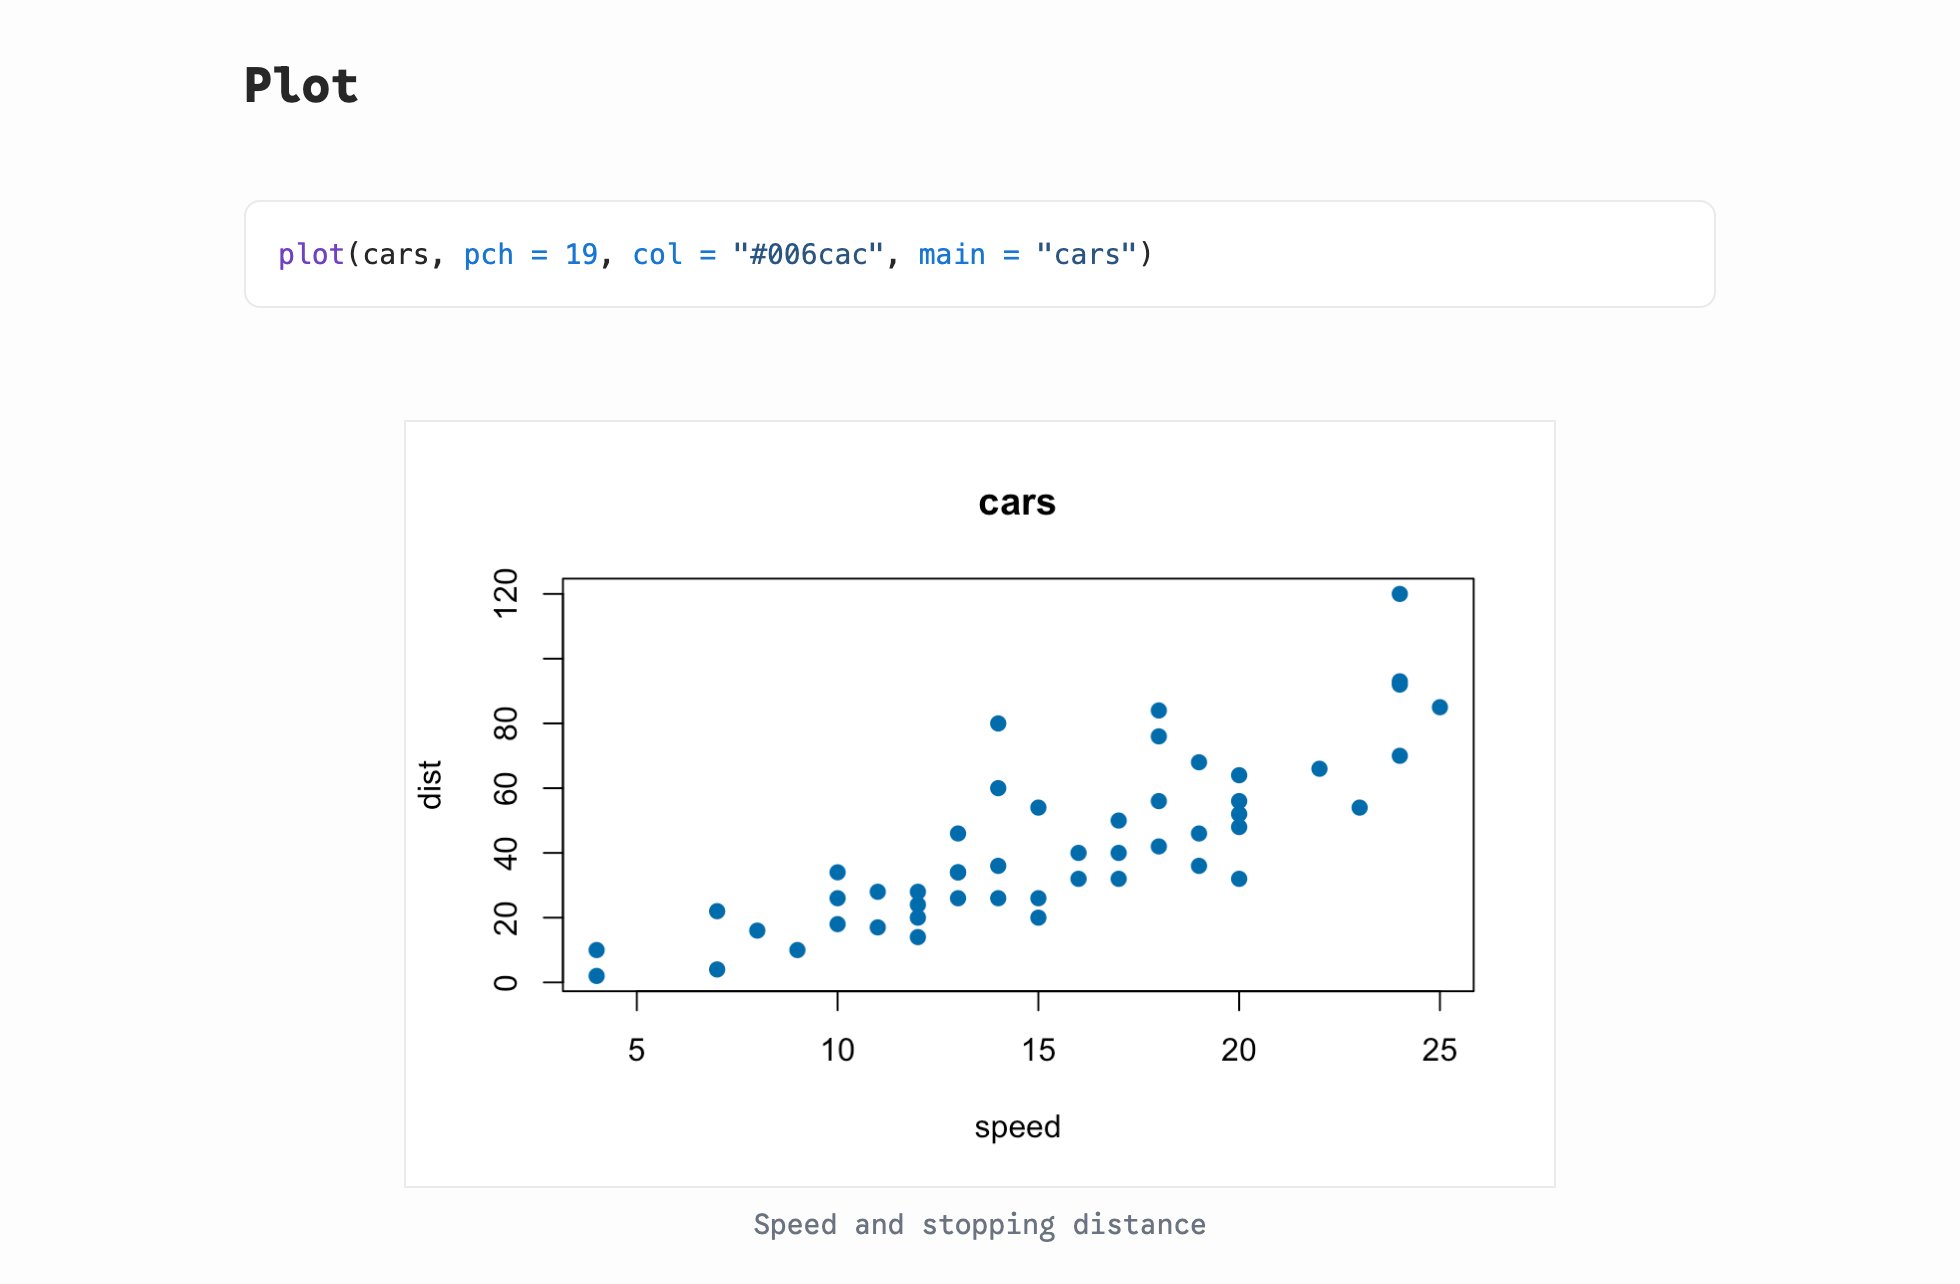 Plot
plot(cars, pch = 19, col = "#006cac", main = "cars")
cars
120
80
60
40
20
0
dist
5 10 15 20 25
speed
Speed and stopping distance